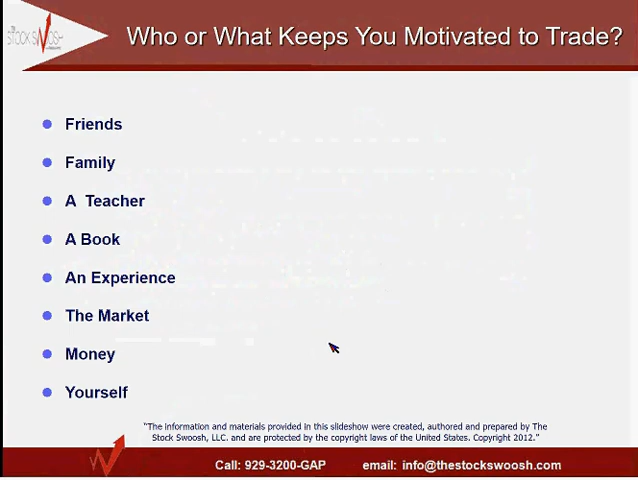 THE
STOCK SWOSH
Who or What Keeps You Motivated to Trade?
Friends
Family
A Teacher
A Book
An Experience
The Market
Money
Yourself
"The information and materials provided in this slideshow were created, authored and prepared by The
Stock Swoosh, LLC. and are protected by the copyright laws of the United States. Copyright 2012."
Call: 929-3200-GAP email: info@thestockswoosh.com